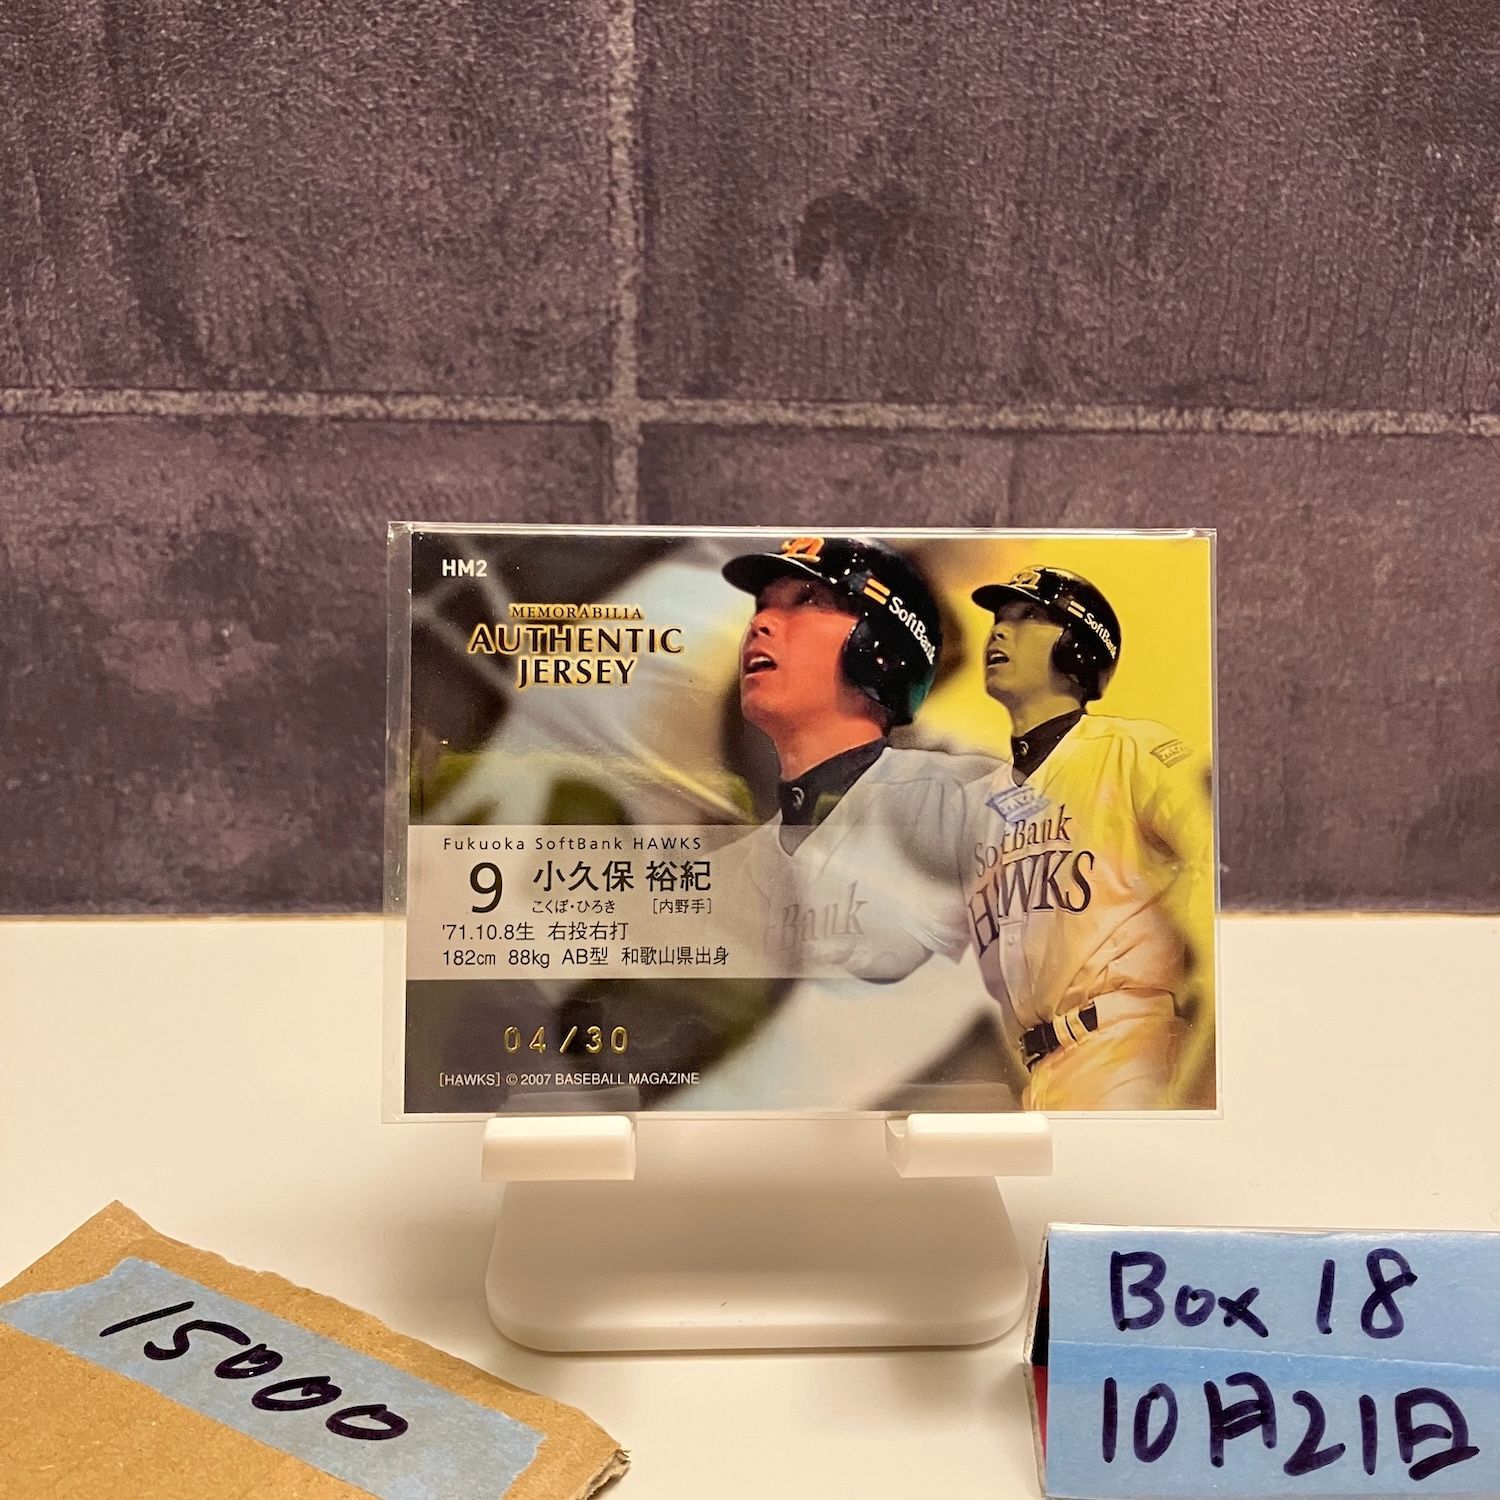 HM2
MEMORABILIA
AUTHENTIC
JERSEY
SoftBank
SoftBank
SoftBank
HAWKS
Fukuoka SoftBank HAWKS
9 小久保 裕紀
こくぼ・ひろき [内野手]
'71.10.8生 右投右打
182cm 88kg AB型 和歌山県出身
04/30
[HAWKS] © 2007 BASEBALL MAGAZINE
15000
Box 18
10月21日